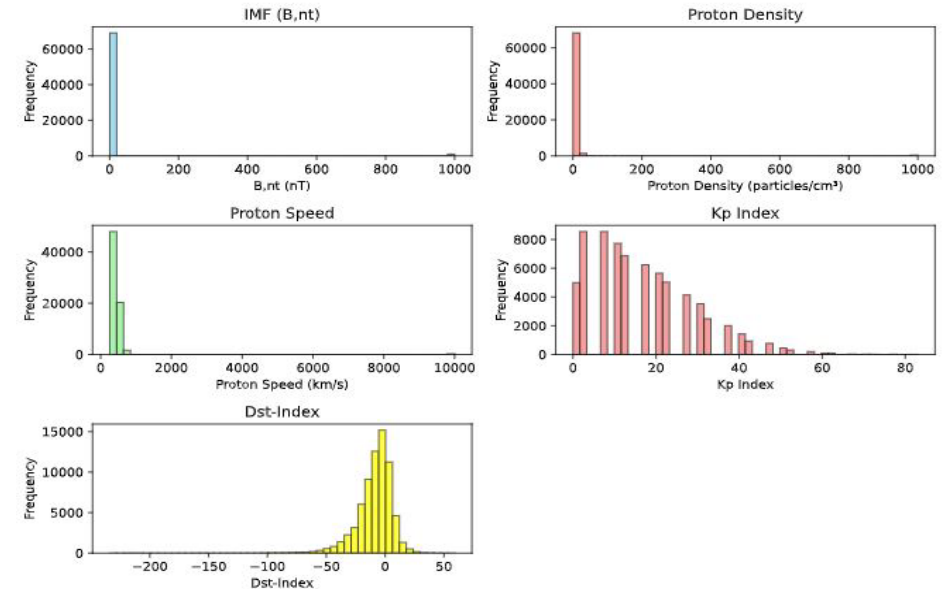 IMF (B,nt)
Frequency
60000
40000
20000
0
0 200 400 600 800 1000
B,nt (nT)
Proton Density
Frequency
60000
40000
20000
0
0 200 400 600 800 1000
Proton Density (particles/cm³)
Proton Speed
Frequency
40000
20000
0
0 2000 4000 6000 8000 10000
Proton Speed (km/s)
Kp Index
Frequency
8000
6000
4000
2000
0
0 20 40 60 80
Kp Index
Dst-Index
Frequency
15000
10000
5000
0
−200 −150 −100 −50 0 50
Dst-Index